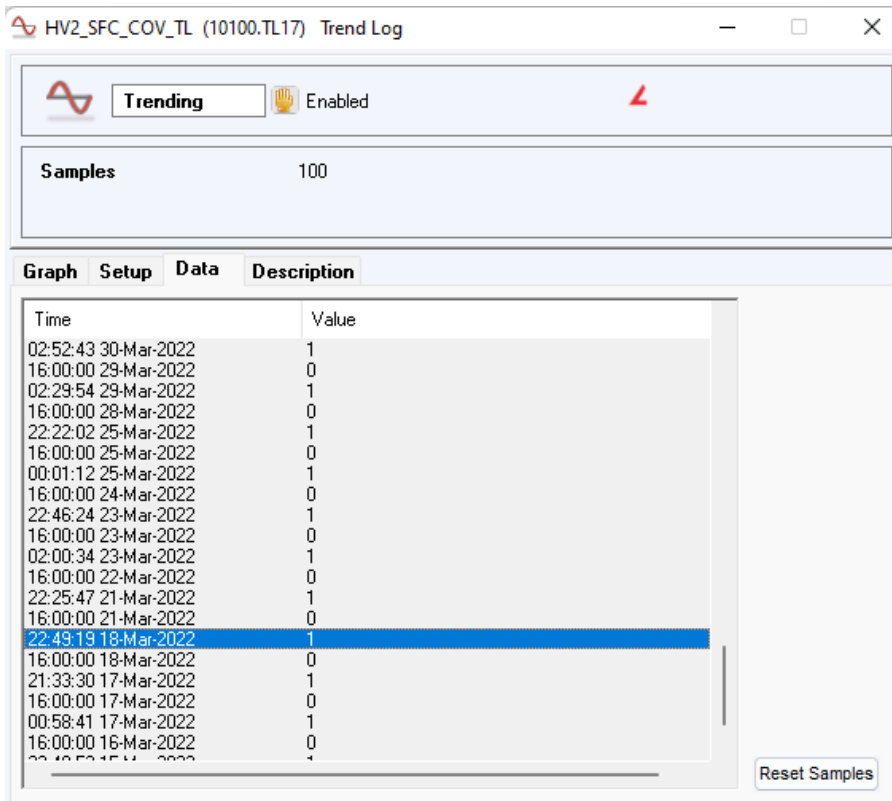 HV2_SFC_COV_TL (10100.TL17) Trend Log
Trending Enabled
Samples 100
Graph Setup Data Description
Time Value
02:52:43 30-Mar-2022 1
16:00:00 29-Mar-2022 0
02:29:54 29-Mar-2022 1
16:00:00 28-Mar-2022 0
22:22:02 25-Mar-2022 1
16:00:00 25-Mar-2022 0
00:01:12 25-Mar-2022 1
16:00:00 24-Mar-2022 0
22:46:24 23-Mar-2022 1
16:00:00 23-Mar-2022 0
02:00:34 23-Mar-2022 1
16:00:00 22-Mar-2022 0
22:25:47 21-Mar-2022 1
16:00:00 21-Mar-2022 0
22:49:19 18-Mar-2022 1
16:00:00 18-Mar-2022 0
21:33:30 17-Mar-2022 1
16:00:00 17-Mar-2022 0
00:58:41 17-Mar-2022 1
16:00:00 16-Mar-2022 0
Reset Samples